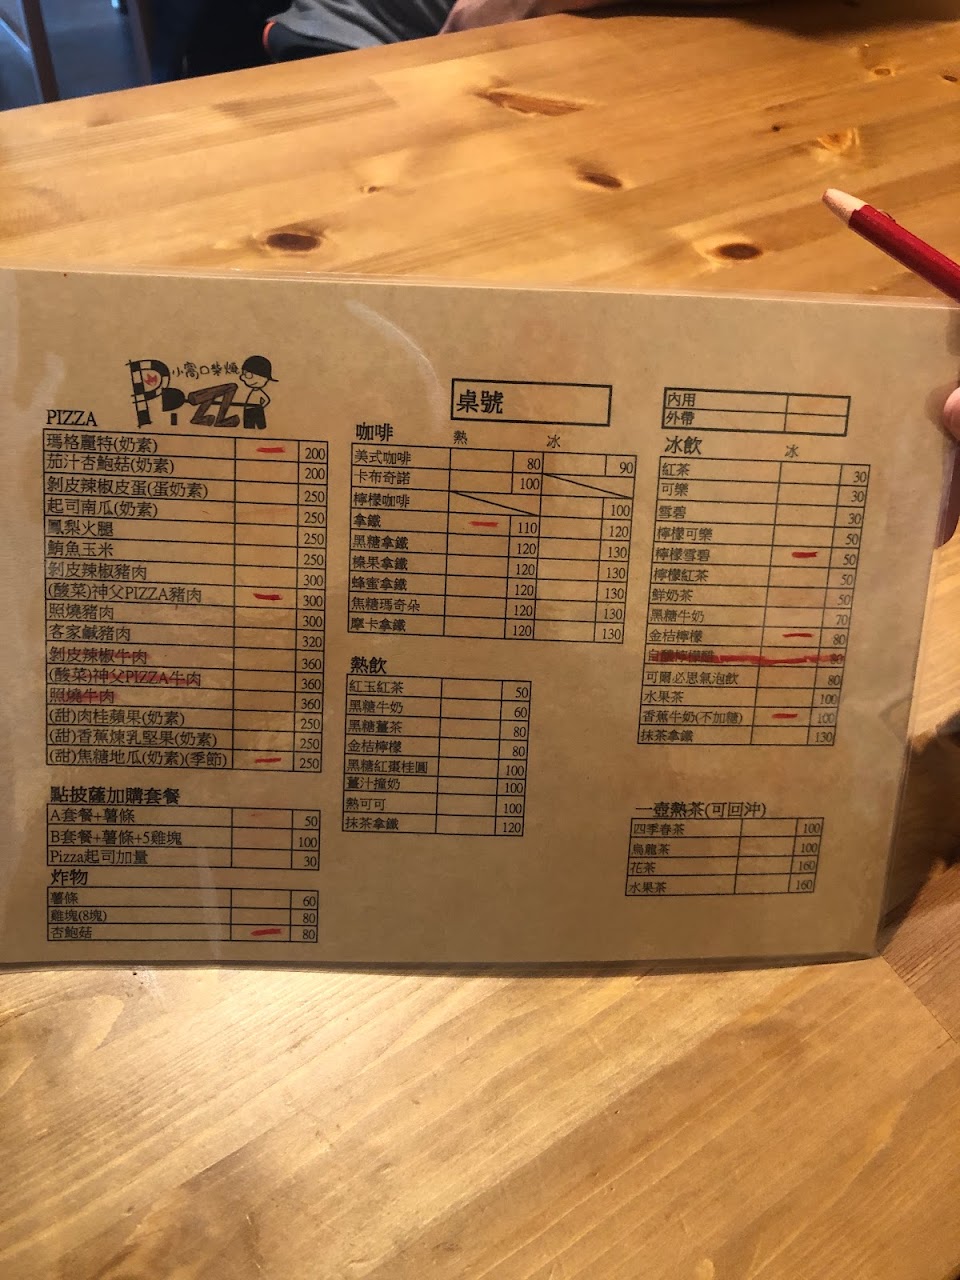 小窩口柴燒
PIZZ
PIZZA
瑪格麗特(奶素) 200
茄汁杏鮑菇(奶素) 200
剝皮辣椒皮蛋(蛋奶素) 250
起司南瓜(奶素) 250
鳳梨火腿 250
鮪魚玉米 250
剝皮辣椒豬肉 300
(酸菜)神父PIZZA豬肉 300
照燒豬肉 300
客家鹹豬肉 320
剝皮辣椒牛肉 360
(酸菜)神父PIZZA牛肉 360
照燒牛肉 360
(甜)肉桂蘋果(奶素) 250
(甜)香蕉煉乳堅果(奶素) 250
(甜)焦糖地瓜(奶素)(季節) 250
點披薩加購套餐
A套餐+薯條 50
B套餐+薯條+5雞塊 100
Pizza起司加量 30
炸物
薯條 60
雞塊(8塊) 80
杏鮑菇 80
桌號
咖啡 熱 冰
美式咖啡 80 90
卡布奇諾 100
檸檬咖啡 100
拿鐵 110 120
黑糖拿鐵 120 130
榛果拿鐵 120 130
蜂蜜拿鐵 120 130
焦糖瑪奇朵 120 130
摩卡拿鐵 120 130
熱飲
紅玉紅茶 50
黑糖牛奶 60
黑糖薑茶 80
金桔檸檬 80
黑糖紅棗桂圓 100
薑汁撞奶 100
熱可可 100
抹茶拿鐵 120
內用
外帶
冰飲 冰
紅茶 30
可樂 30
雪碧 30
檸檬可樂 50
檸檬雪碧 50
檸檬紅茶 50
鮮奶茶 50
黑糖牛奶 70
金桔檸檬 80
檸檬醋 80
可爾必思氣泡飲 80
水果茶 100
香蕉牛奶(不加糖) 100
抹茶拿鐵 130
一壺熱茶(可回沖)
四季春茶 100
烏龍茶 100
花茶 160
水果茶 160